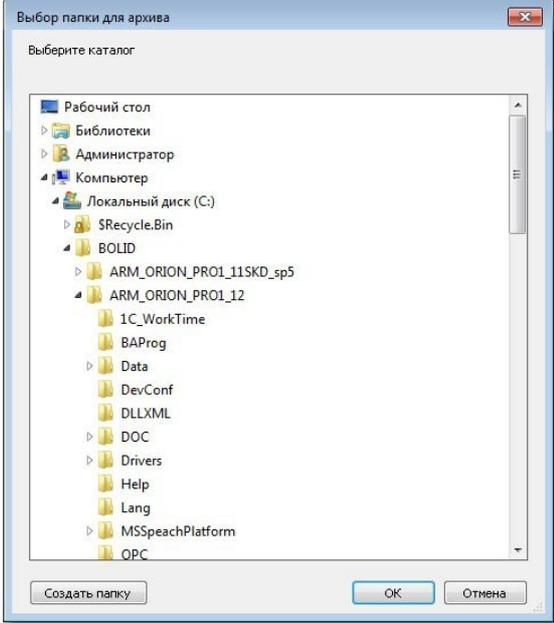 Выбор папки для архива
Выберите каталог
Рабочий стол
Библиотеки
Администратор
Компьютер
Локальный диск (C:)
$Recycle.Bin
BOLID
ARM_ORION_PRO1_11SKD_sp5
ARM_ORION_PRO1_12
1C_WorkTime
BAProg
Data
DevConf
DLLXML
DOC
Drivers
Help
Lang
MSSpeachPlatform
OPC
Создать папку
OK
Отмена